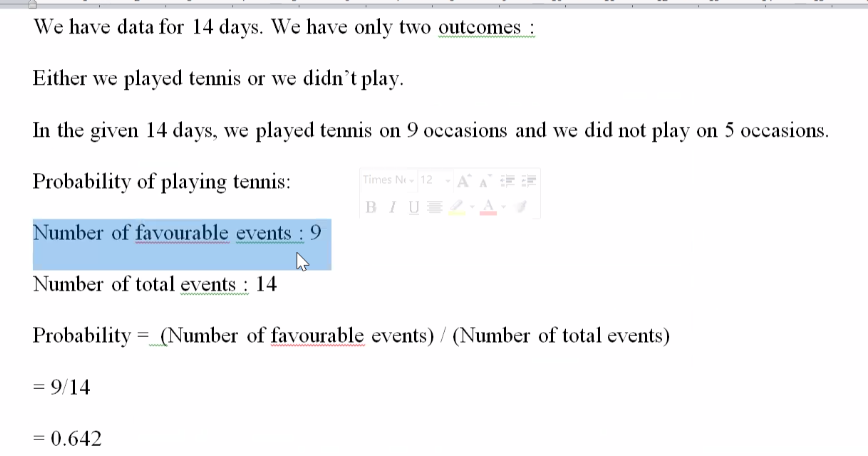 We have data for 14 days. We have only two outcomes :
Either we played tennis or we didn’t play.
In the given 14 days, we played tennis on 9 occasions and we did not play on 5 occasions.
Probability of playing tennis:
Times Ne 12 A A
B I U A
Number of favourable events : 9
Number of total events : 14
Probability = (Number of favourable events) / (Number of total events)
= 9/14
= 0.642